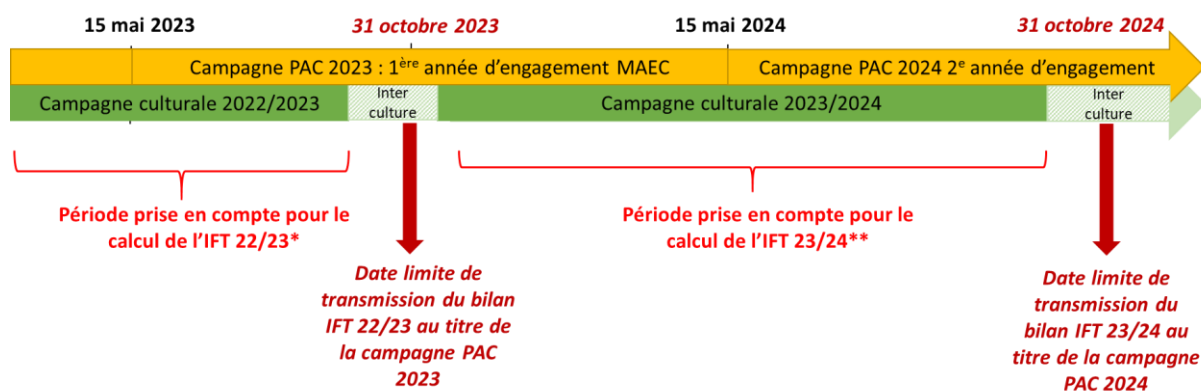 15 mai 2023
31 octobre 2023
15 mai 2024
31 octobre 2024
Campagne PAC 2023 : 1ère année d'engagement MAEC
Campagne PAC 2024 2e année d'engagement
Campagne culturale 2022/2023
Inter
culture
Campagne culturale 2023/2024
Inter
culture
Période prise en compte pour le
calcul de l'IFT 22/23*
Période prise en compte pour le
calcul de l'IFT 23/24**
Date limite de
transmission du bilan
IFT 22/23 au titre de
la campagne PAC
2023
Date limite de
transmission du
bilan IFT 23/24 au
titre de la campagne
PAC 2024